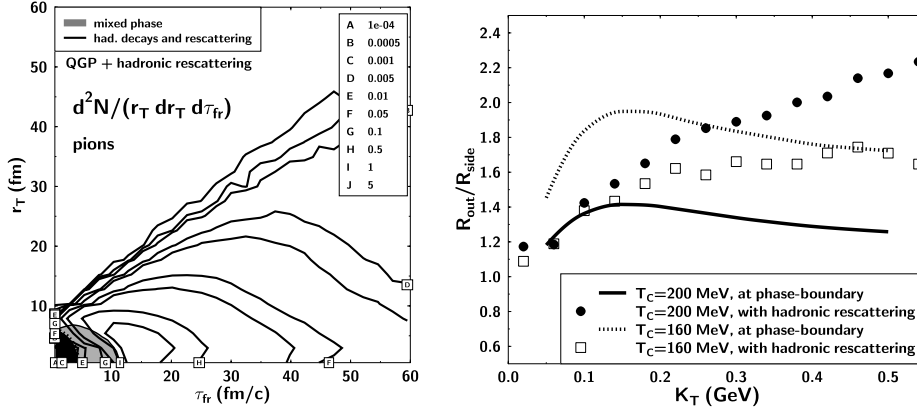 mixed phase
had. decays and rescattering
QGP + hadronic rescattering
d²N/(r_T dr_T dτ_fr)
pions
A 1e-04
B 0.0005
C 0.001
D 0.005
E 0.01
F 0.05
G 0.1
H 0.5
I 1
J 5
r_T (fm)
60
50
40
30
20
10
E
G
F
D
A
C
E
G
I
H
F
10
20
30
40
50
60
τ_fr (fm/c)
R_out/R_side
2.4
2.2
2.0
1.8
1.6
1.4
1.2
1.0
0.8
0.6
T_C=200 MeV, at phase-boundary
T_C=200 MeV, with hadronic rescattering
T_C=160 MeV, at phase-boundary
T_C=160 MeV, with hadronic rescattering
0.0
0.1
0.2
0.3
0.4
0.5
K_T (GeV)